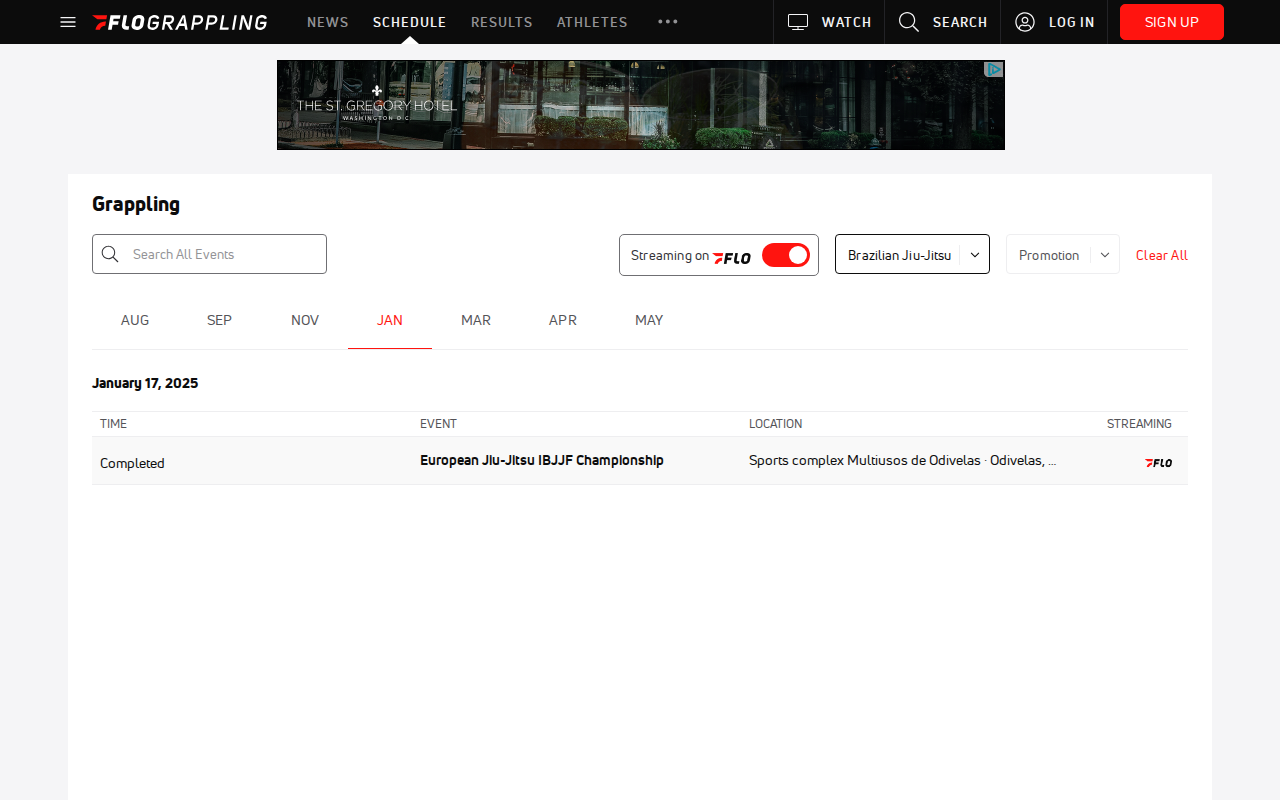 FLOGRAPPLING NEWS SCHEDULE RESULTS ATHLETES WATCH SEARCH LOG IN SIGN UP
THE ST. GREGORY HOTEL
WASHINGTON D·C
Grappling
Search All Events Streaming on FLO Brazilian Jiu-Jitsu Promotion Clear All
AUG SEP NOV JAN MAR APR MAY
January 17, 2025
TIME EVENT LOCATION STREAMING
Completed European Jiu-Jitsu IBJJF Championship Sports complex Multiusos de Odivelas · Odivelas, ... FLO